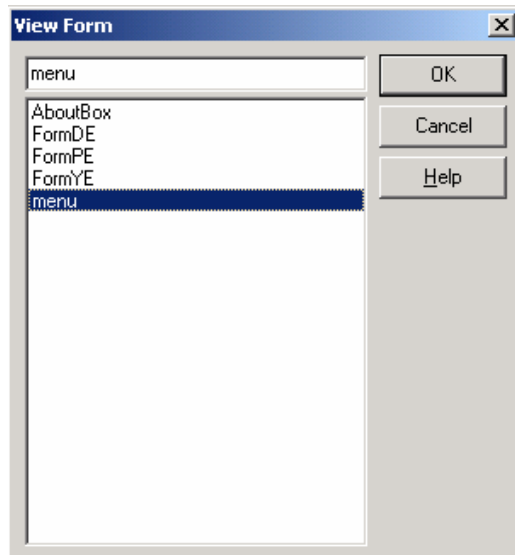 View Form
menu
OK
AboutBox
FormDE
FormPE
FormYE
menu
Cancel
Help